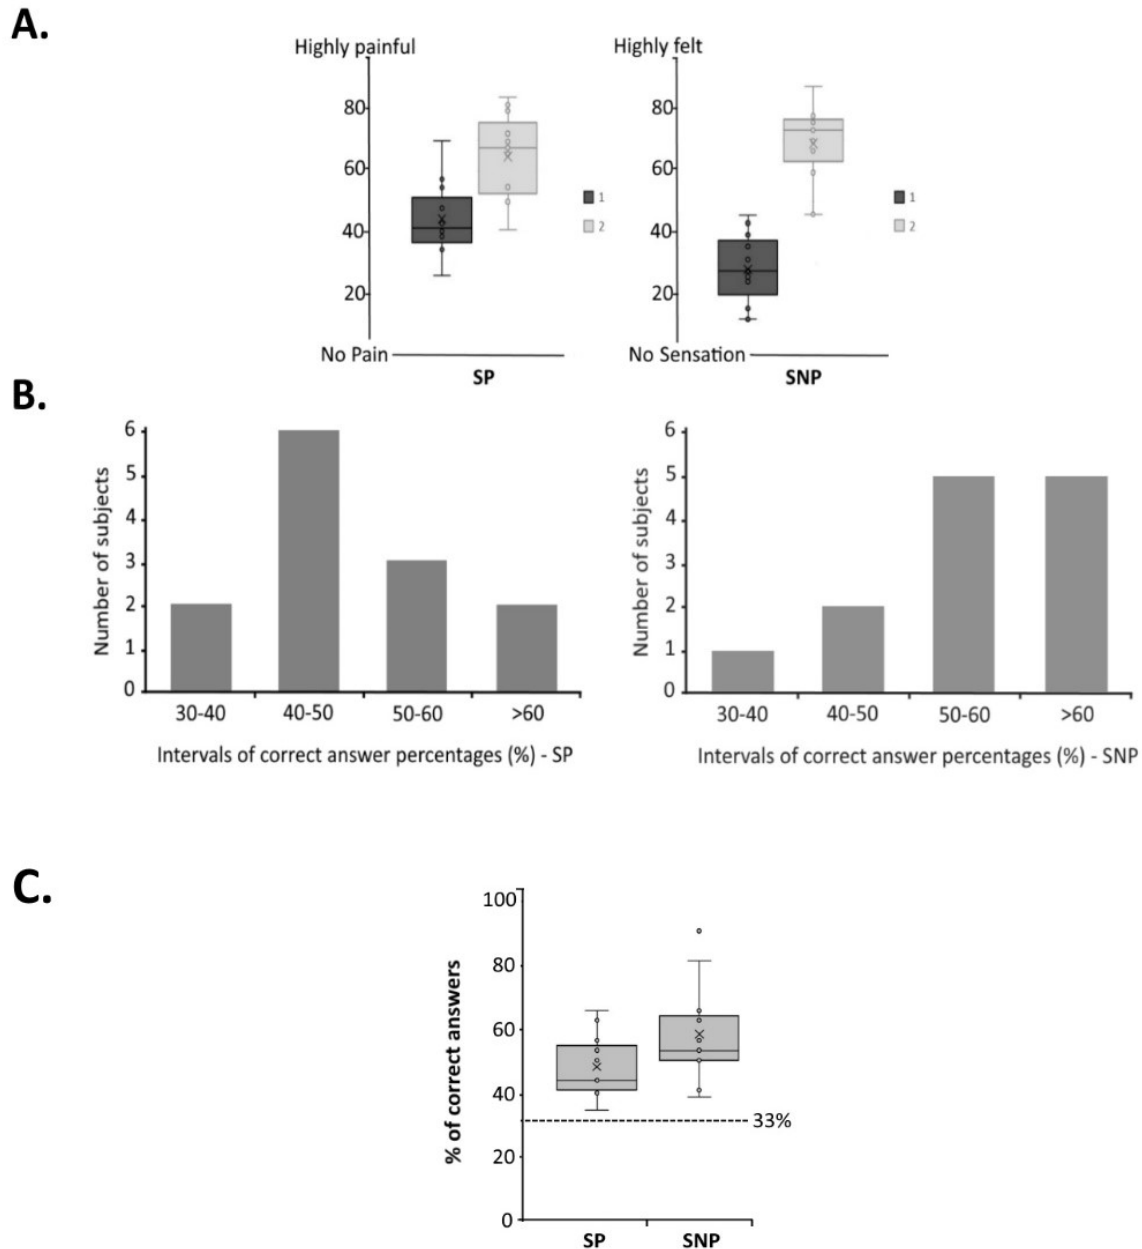 A.
Highly painful
80
60
40
20
No Pain
SP
1
2
Highly felt
80
60
40
20
No Sensation
SNP
1
2
B.
Number of subjects
6
5
4
3
2
1
0
30-40 40-50 50-60 >60
Intervals of correct answer percentages (%) - SP
Number of subjects
6
5
4
3
2
1
0
30-40 40-50 50-60 >60
Intervals of correct answer percentages (%) - SNP
C.
% of correct answers
100
80
60
40
33%
20
0
SP SNP